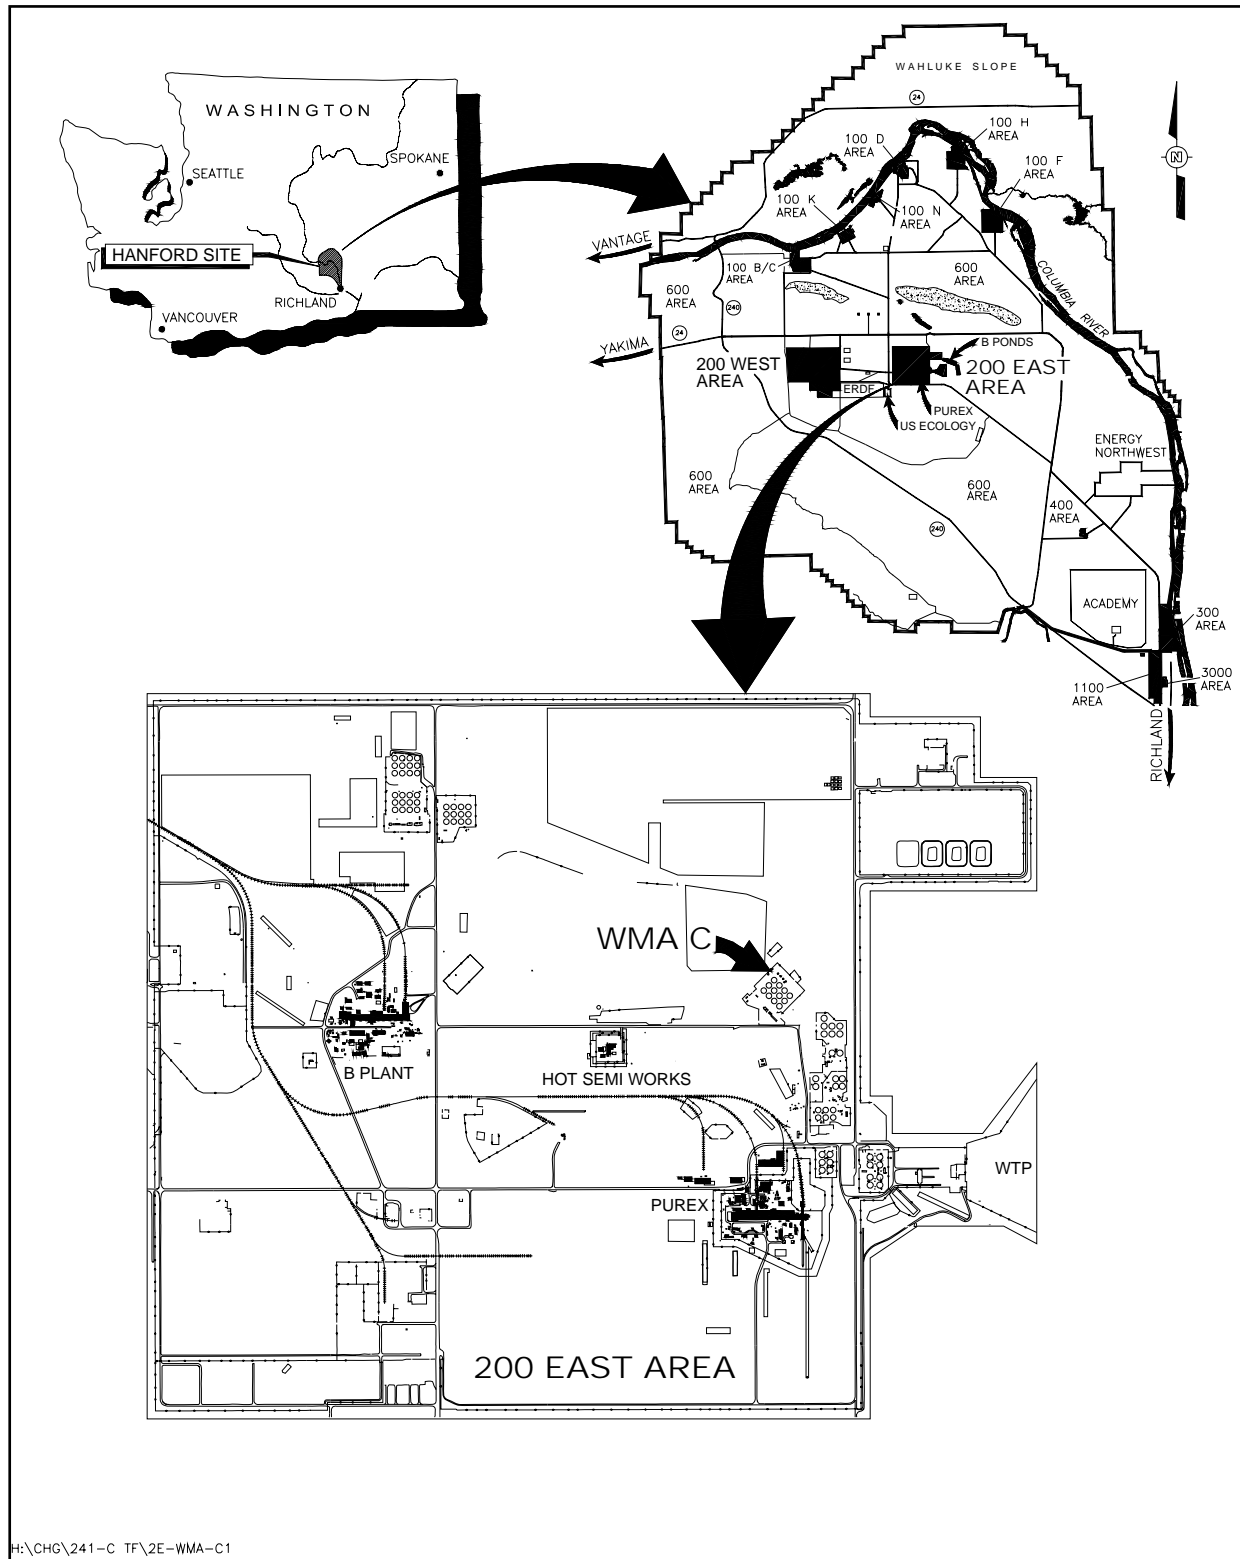 WAHLUKE SLOPE
24
WASHINGTON
100 H
AREA
100 D
AREA
SPOKANE
100 F
AREA
SEATTLE
100 K
AREA
100 N
AREA
N
VANTAGE
HANFORD SITE
100 B/C
AREA
600
AREA
COLUMBIA RIVER
600
AREA
RICHLAND
240
VANCOUVER
24
YAKIMA
B PONDS
200 WEST
AREA
200 EAST
AREA
ERDF
PUREX
US ECOLOGY
ENERGY
NORTHWEST
600
AREA
600
AREA
400
AREA
240
ACADEMY
300
AREA
1100
AREA
3000
AREA
RICHLAND
WMA C
B PLANT
HOT SEMI WORKS
WTP
PUREX
200 EAST AREA
H:\CHG\241-C TF\2E-WMA-C1